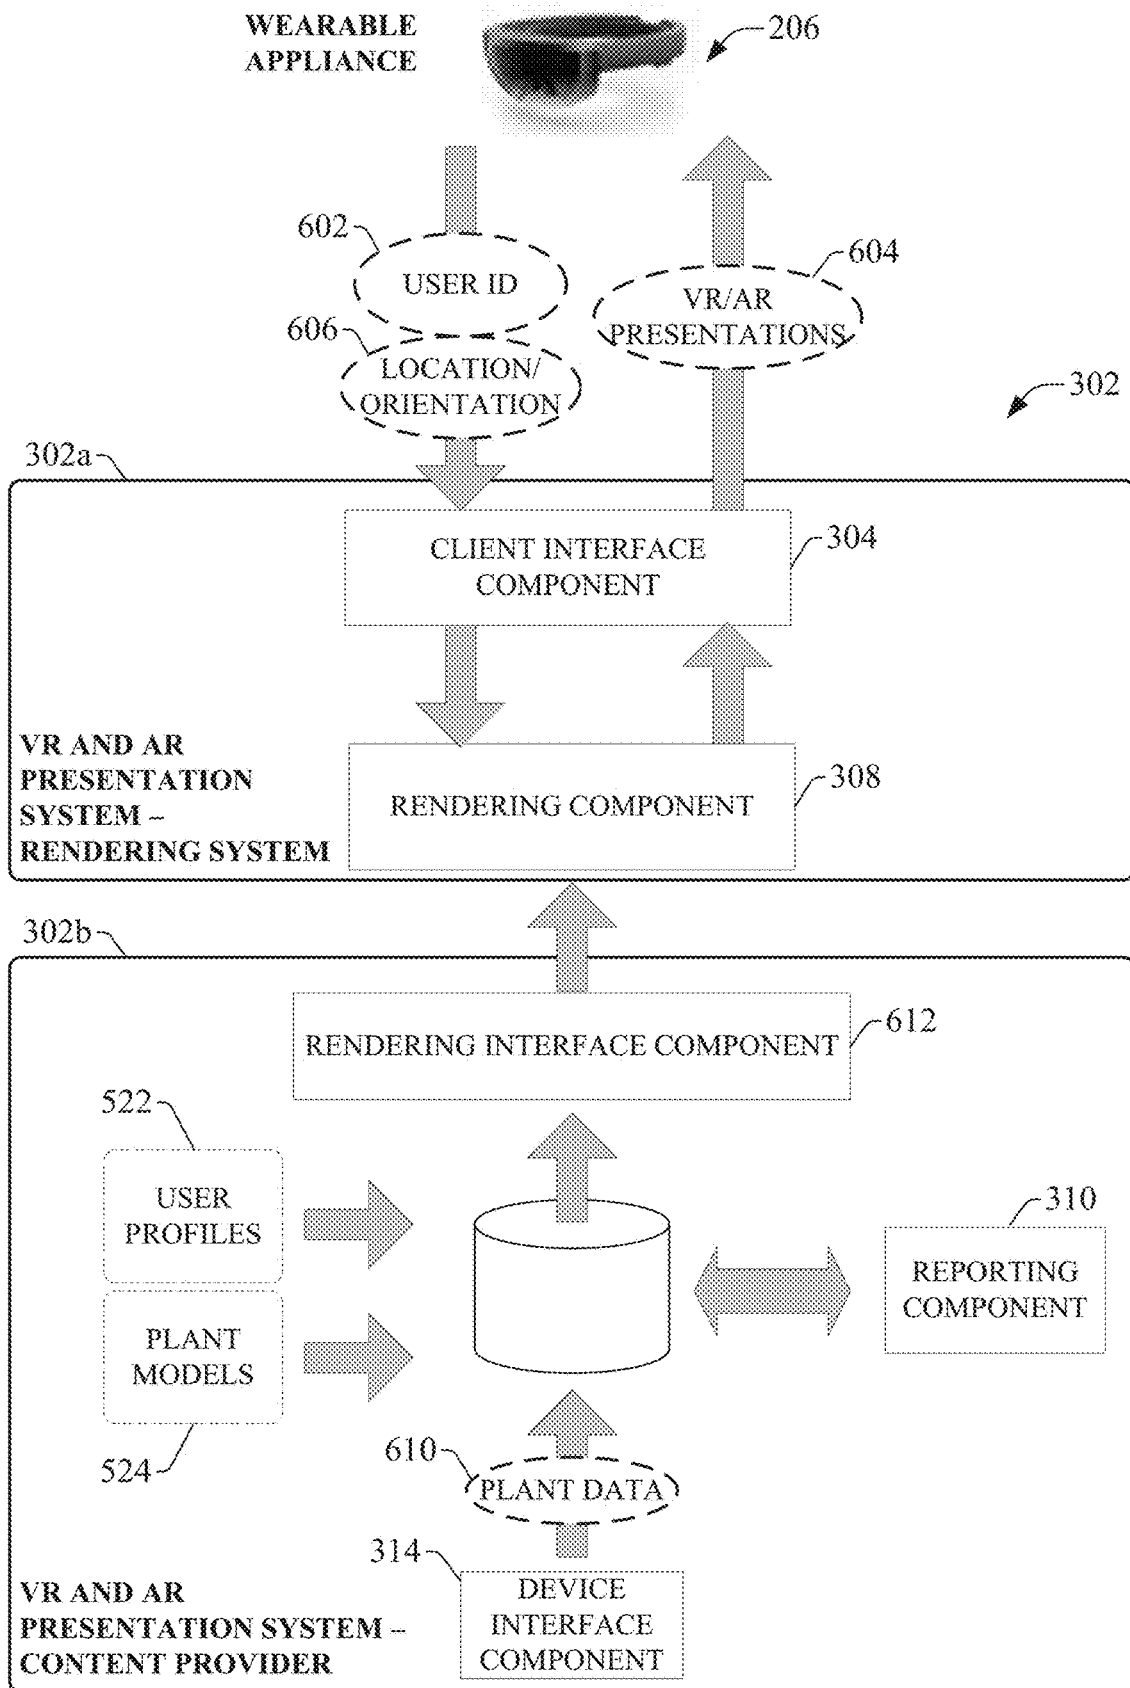 WEARABLE
APPLIANCE
206
602
USER ID
604
VR/AR
PRESENTATIONS
606
LOCATION/
ORIENTATION
302
302a
CLIENT INTERFACE
COMPONENT
304
VR AND AR
PRESENTATION
SYSTEM –
RENDERING SYSTEM
RENDERING COMPONENT
308
302b
RENDERING INTERFACE COMPONENT
612
522
USER
PROFILES
310
REPORTING
COMPONENT
PLANT
MODELS
524
610
PLANT DATA
314
DEVICE
INTERFACE
COMPONENT
VR AND AR
PRESENTATION SYSTEM –
CONTENT PROVIDER